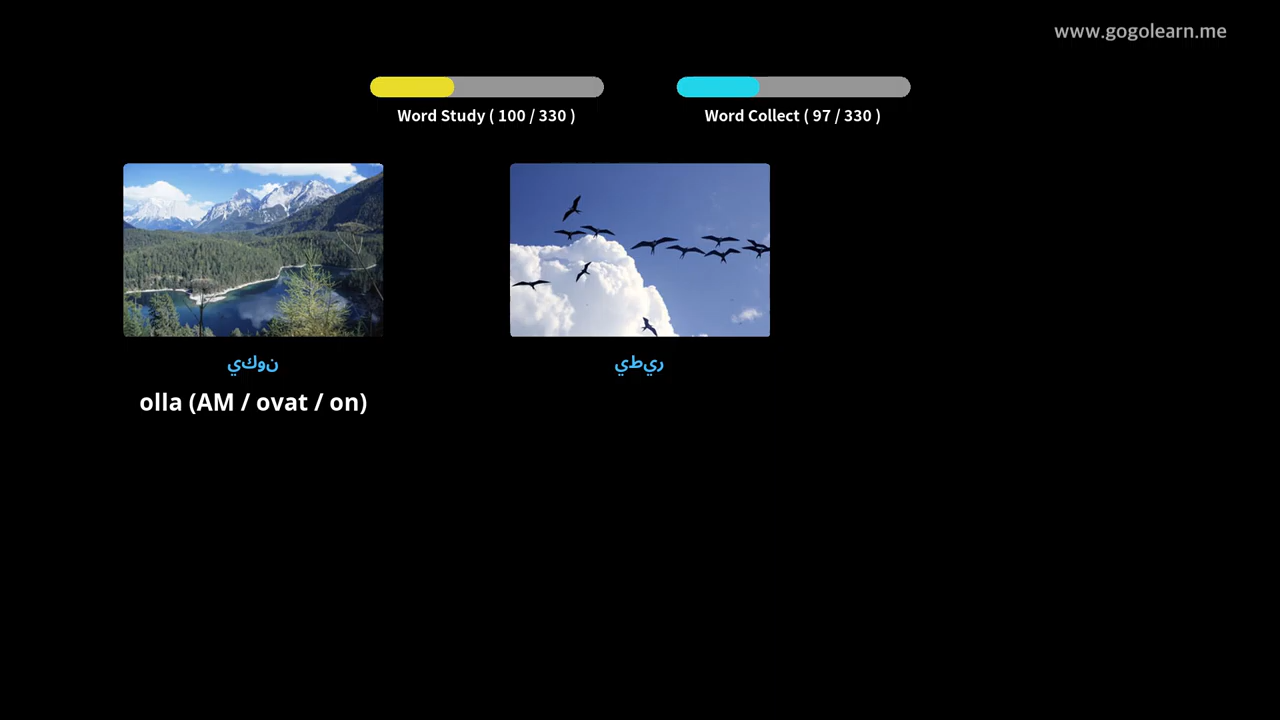 www.gogolearn.me
Word Study ( 100 / 330 )
Word Collect ( 97 / 330 )
نوكي
ريطي
olla (AM / ovat / on)